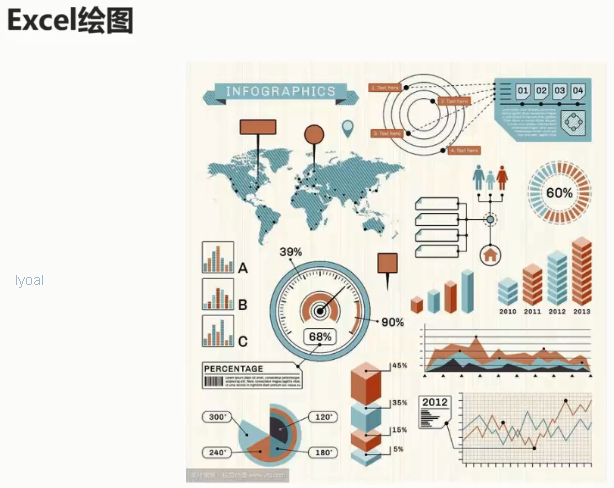 Excel绘图
INFOGRAPHICS
1. Text here
2. Text here
3. Text here
4. Text here
01 02 03 04
60%
39%
A
B
C
lyoal
90%
68%
2010 2011 2012 2013
PERCENTAGE
45%
35%
15%
5%
2012
300°
120°
240°
180°